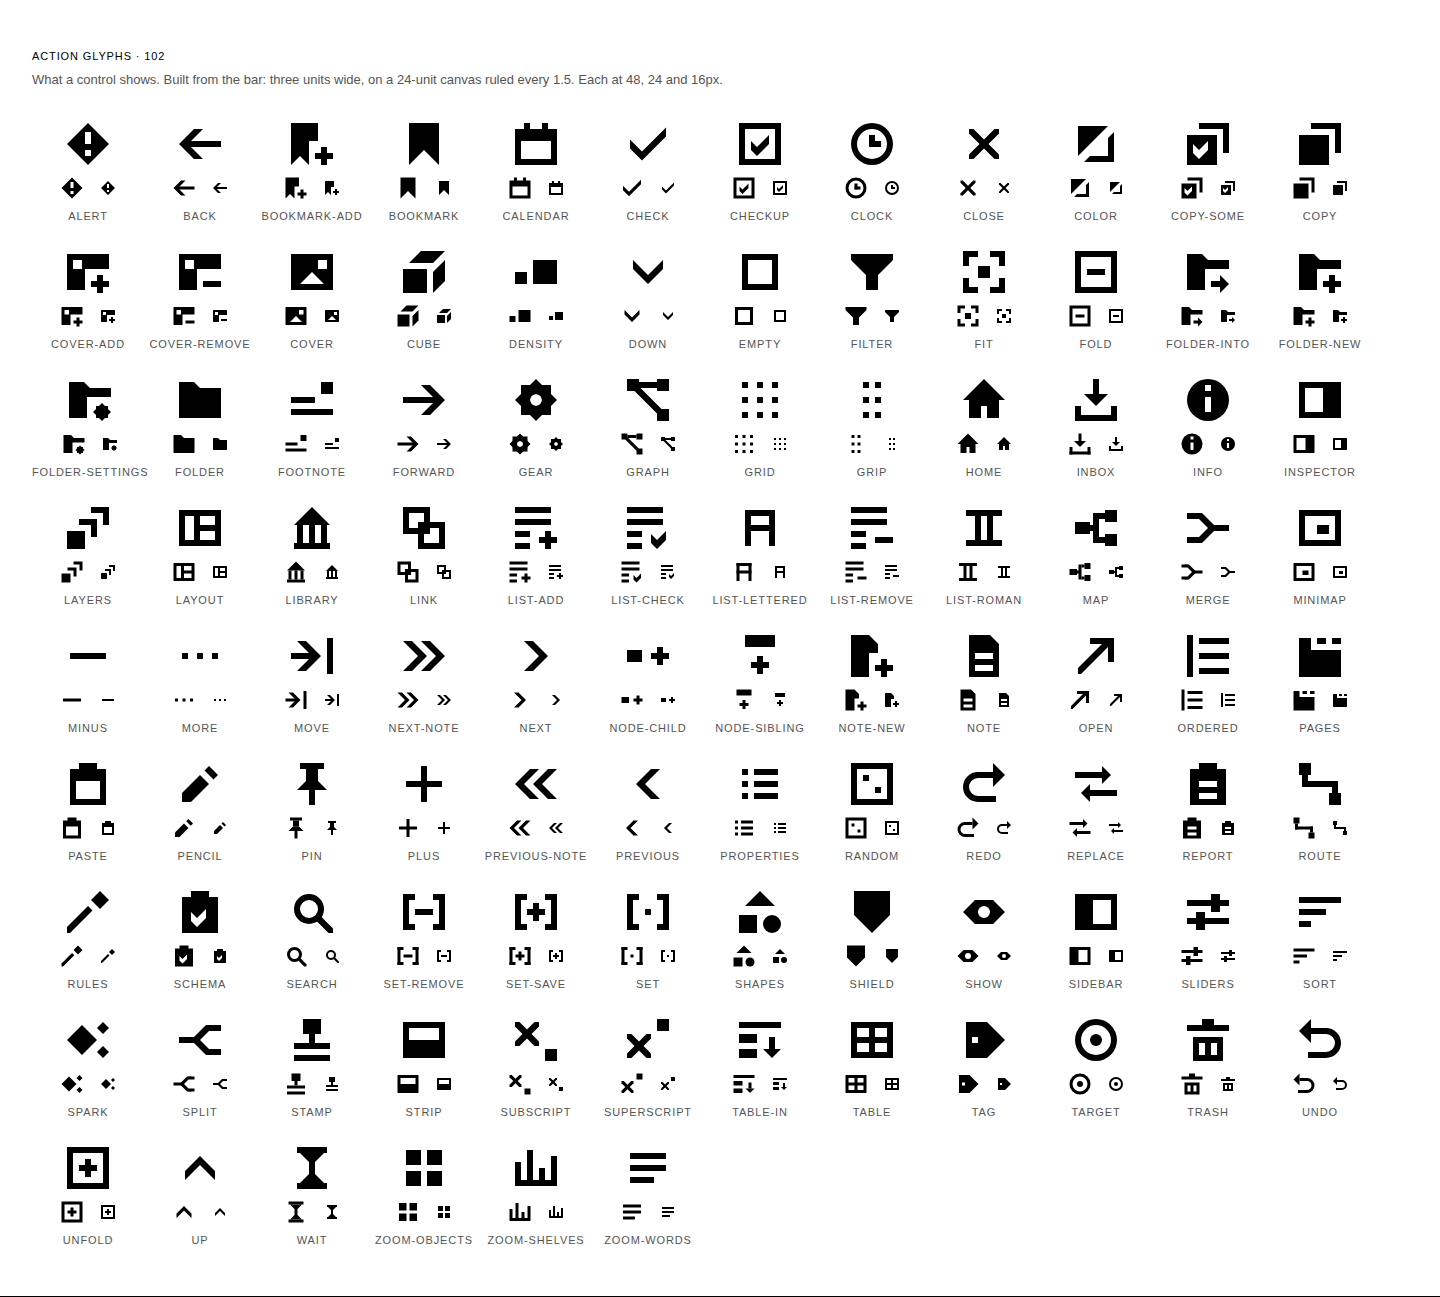 ACTION GLYPHS · 102
What a control shows. Built from the bar: three units wide, on a 24-unit canvas ruled every 1.5. Each at 48, 24 and 16px.
ALERT BACK BOOKMARK-ADD BOOKMARK CALENDAR CHECK CHECKUP CLOCK CLOSE COLOR COPY-SOME COPY
COVER-ADD COVER-REMOVE COVER CUBE DENSITY DOWN EMPTY FILTER FIT FOLD FOLDER-INTO FOLDER-NEW
FOLDER-SETTINGS FOLDER FOOTNOTE FORWARD GEAR GRAPH GRID GRIP HOME INBOX INFO INSPECTOR
LAYERS LAYOUT LIBRARY LINK LIST-ADD LIST-CHECK LIST-LETTERED LIST-REMOVE LIST-ROMAN MAP MERGE MINIMAP
MINUS MORE MOVE NEXT-NOTE NEXT NODE-CHILD NODE-SIBLING NOTE-NEW NOTE OPEN ORDERED PAGES
PASTE PENCIL PIN PLUS PREVIOUS-NOTE PREVIOUS PROPERTIES RANDOM REDO REPLACE REPORT ROUTE
RULES SCHEMA SEARCH SET-REMOVE SET-SAVE SET SHAPES SHIELD SHOW SIDEBAR SLIDERS SORT
SPARK SPLIT STAMP STRIP SUBSCRIPT SUPERSCRIPT TABLE-IN TABLE TAG TARGET TRASH UNDO
UNFOLD UP WAIT ZOOM-OBJECTS ZOOM-SHELVES ZOOM-WORDS